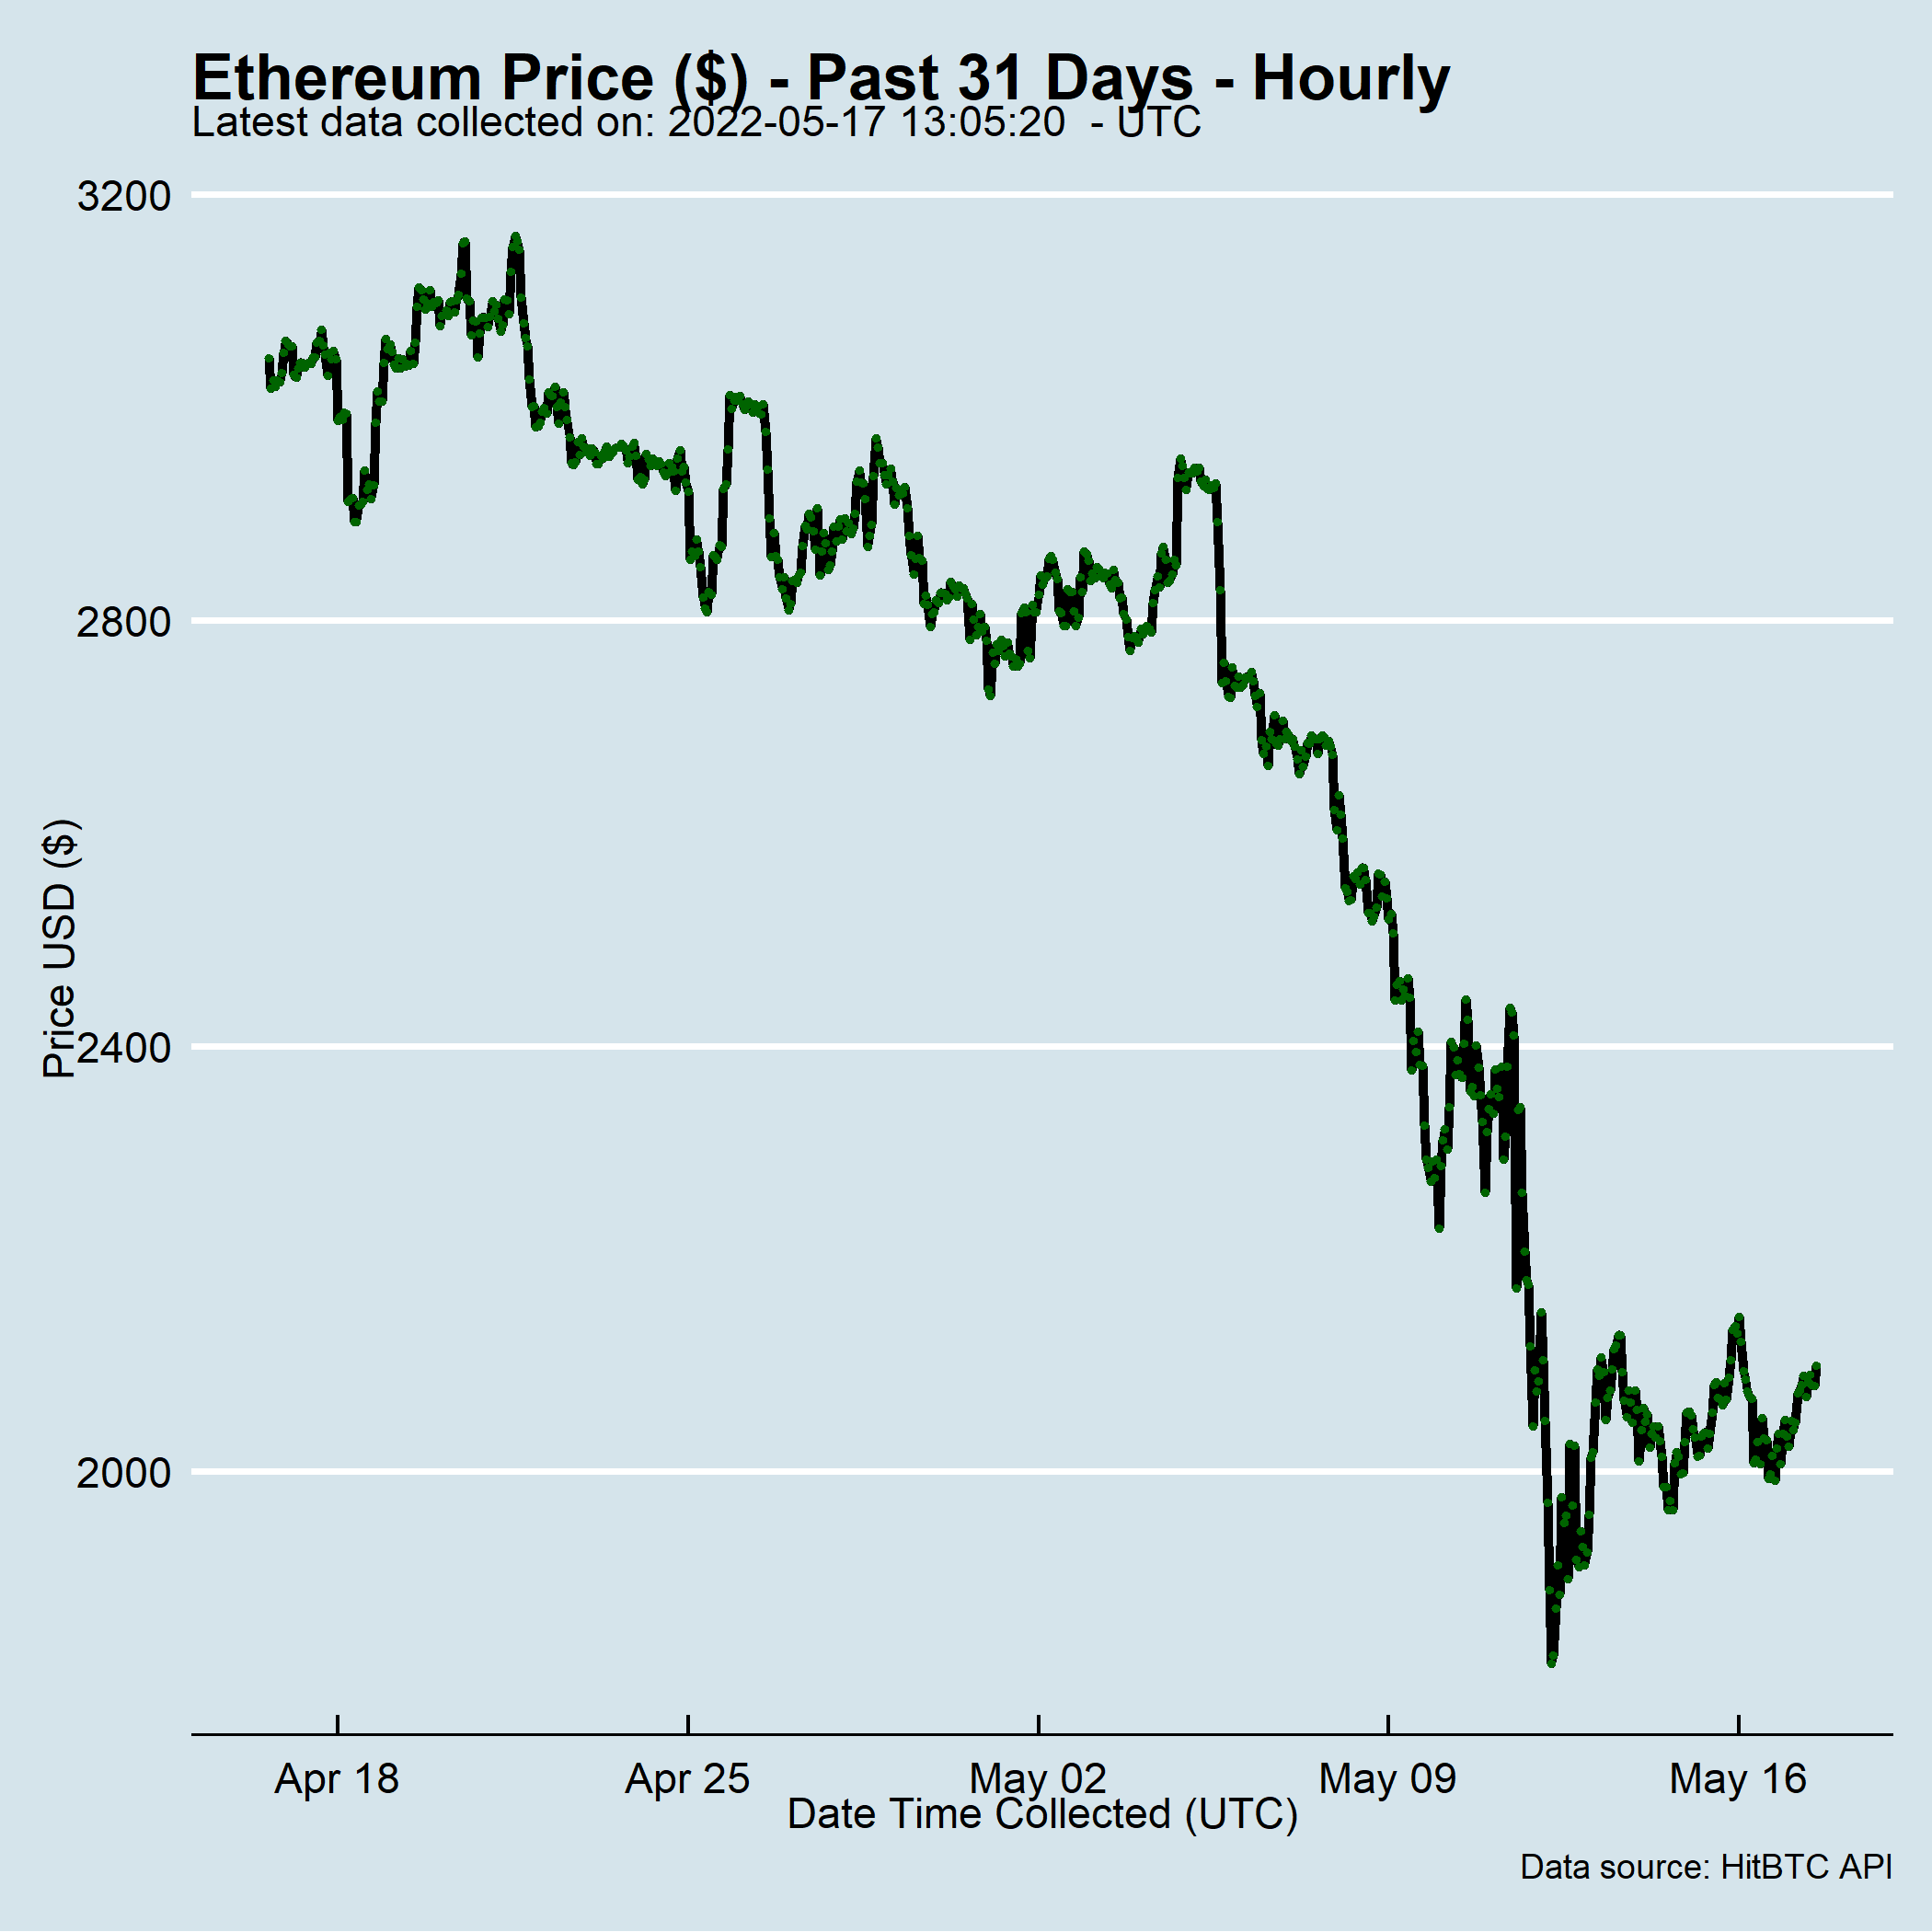 Ethereum Price ($) - Past 31 Days - Hourly
Latest data collected on: 2022-05-17 13:05:20  - UTC
3200
2800
2400
2000
Price USD ($)
Apr 18
Apr 25
May 02
May 09
May 16
Date Time Collected (UTC)
Data source: HitBTC API